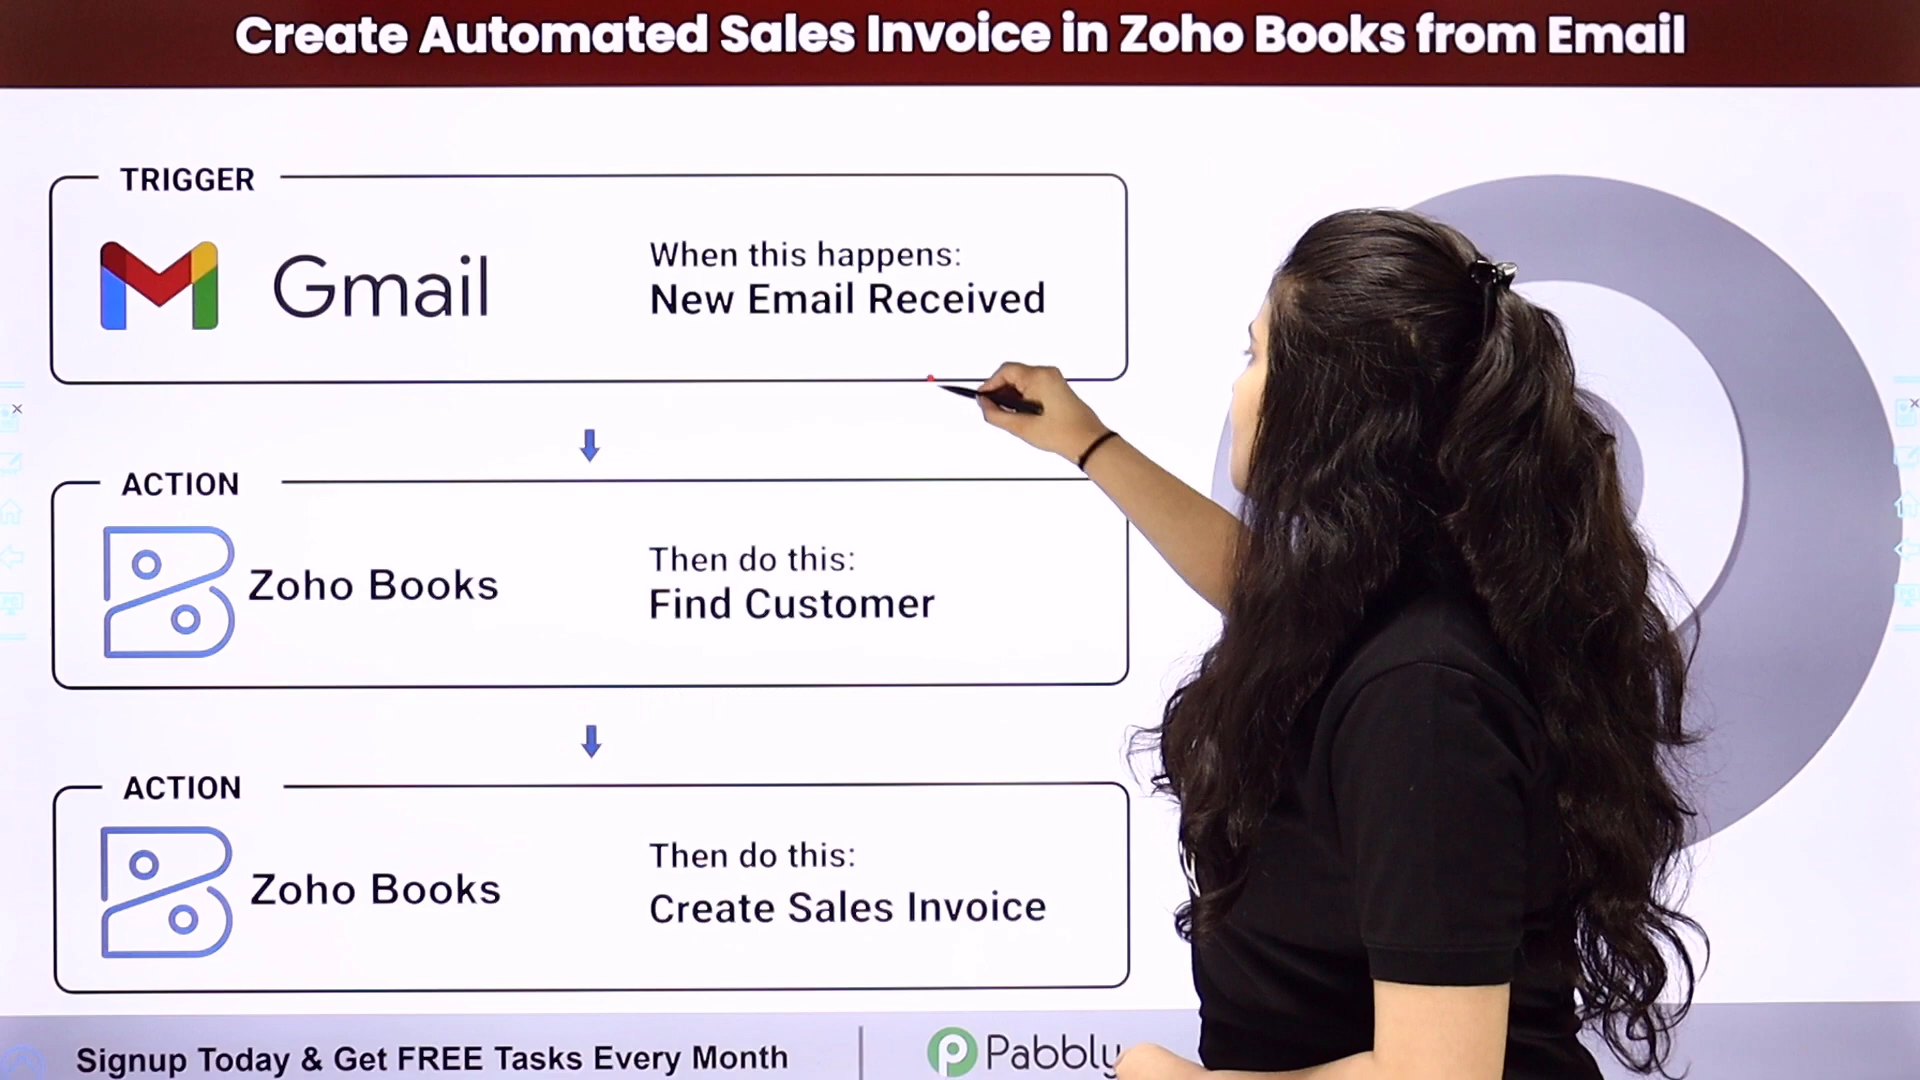 Create Automated Sales Invoice in Zoho Books from Email
TRIGGER
Gmail
When this happens:
New Email Received
ACTION
Zoho Books
Then do this:
Find Customer
ACTION
Zoho Books
Then do this:
Create Sales Invoice
Signup Today & Get FREE Tasks Every Month
Pabbly